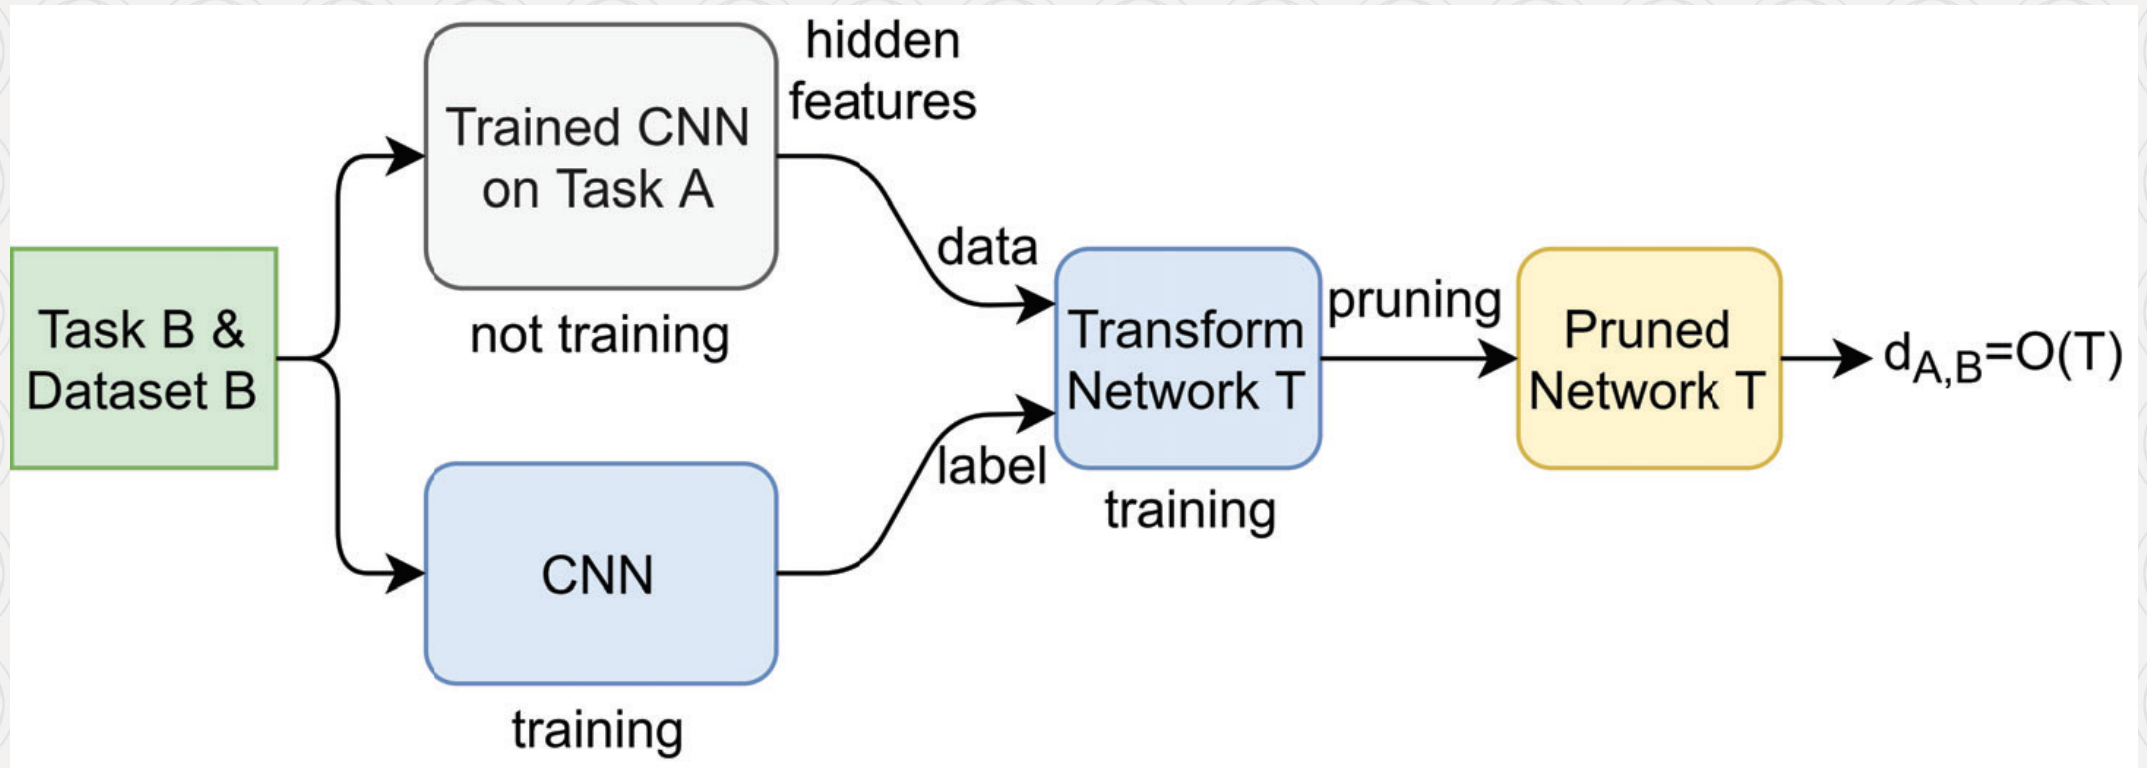 Task B &
Dataset B
Trained CNN
on Task A
not training
hidden
features
data
CNN
training
label
Transform
Network T
training
pruning
Pruned
Network T
d_{A,B}=O(T)